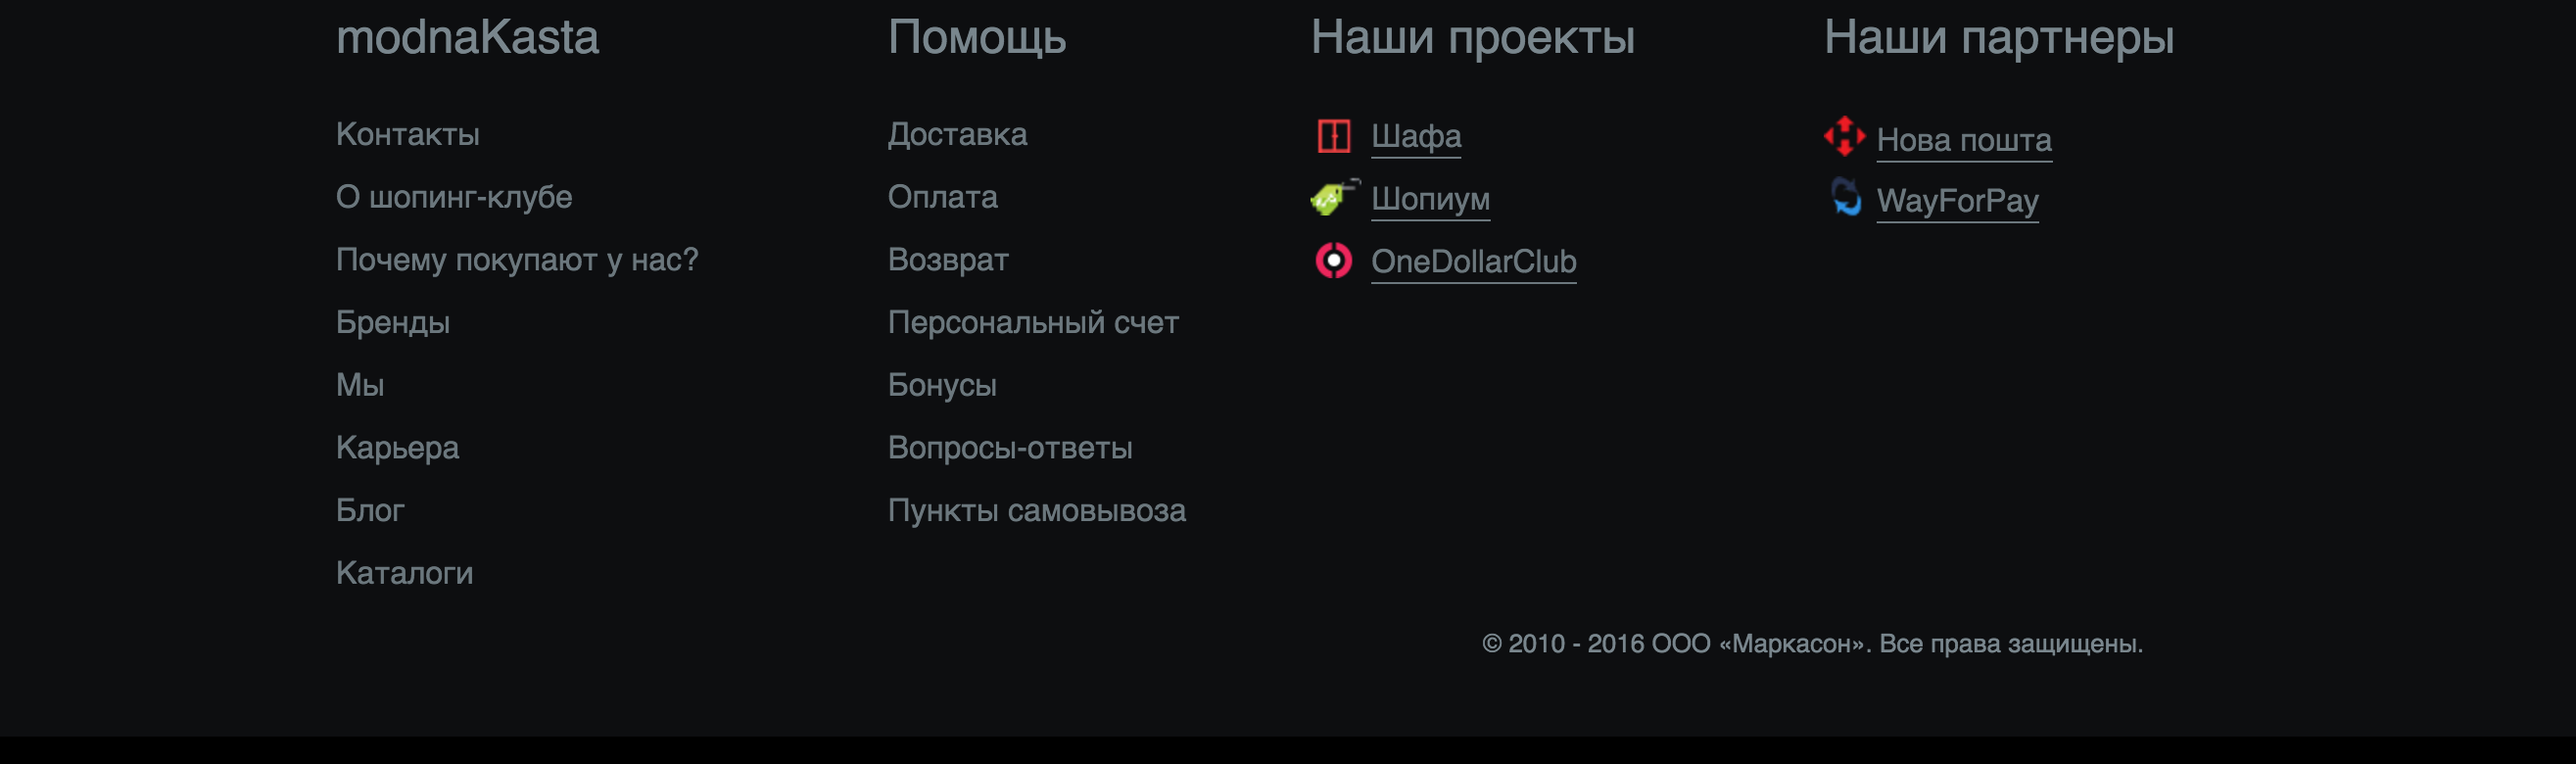 modnaKasta
Контакты
О шопинг-клубе
Почему покупают у нас?
Бренды
Мы
Карьера
Блог
Каталоги
Помощь
Доставка
Оплата
Возврат
Персональный счет
Бонусы
Вопросы-ответы
Пункты самовывоза
Наши проекты
Шафа
Шопиум
OneDollarClub
Наши партнеры
Нова пошта
WayForPay
© 2010 - 2016 ООО «Маркасон». Все права защищены.